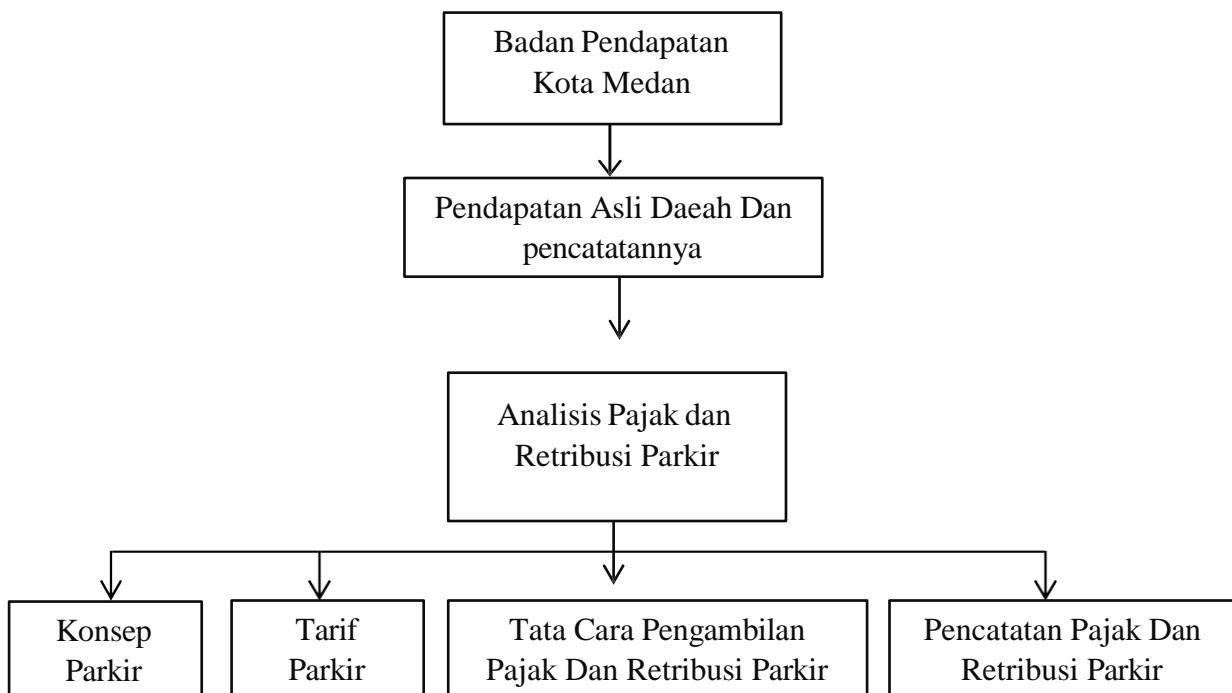 Badan Pendapatan
Kota Medan
Pendapatan Asli Daeah Dan
pencatatannya
Analisis Pajak dan
Retribusi Parkir
Konsep
Parkir
Tarif
Parkir
Tata Cara Pengambilan
Pajak Dan Retribusi Parkir
Pencatatan Pajak Dan
Retribusi Parkir